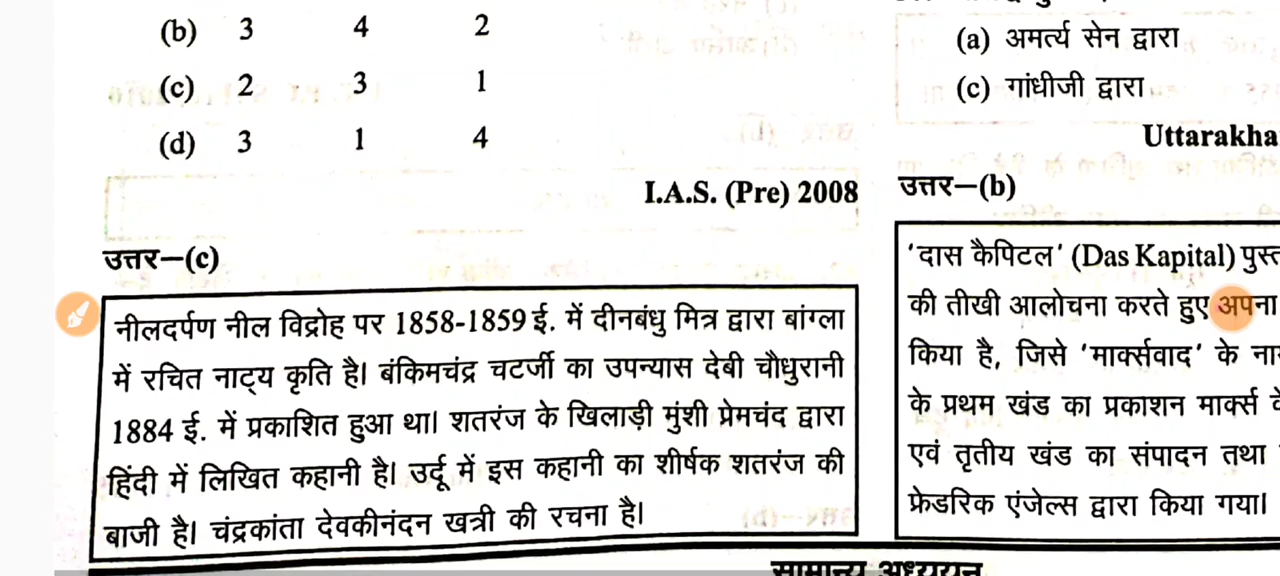 (b) 3 4 2
(c) 2 3 1
(d) 3 1 4
I.A.S. (Pre) 2008
उत्तर–(c)
नीलदर्पण नील विद्रोह पर 1858-1859 ई. में दीनबंधु मित्र द्वारा बांग्ला
में रचित नाट्य कृति है। बंकिमचंद्र चटर्जी का उपन्यास देबी चौधुरानी
1884 ई. में प्रकाशित हुआ था। शतरंज के खिलाड़ी मुंशी प्रेमचंद द्वारा
हिंदी में लिखित कहानी है। उर्दू में इस कहानी का शीर्षक शतरंज की
बाजी है। चंद्रकांता देवकीनंदन खत्री की रचना है।
(a) अमर्त्य सेन द्वारा
(c) गांधीजी द्वारा
Uttarakha
उत्तर–(b)
'दास कैपिटल' (Das Kapital) पुस्त
की तीखी आलोचना करते हुए अपना
किया है, जिसे 'मार्क्सवाद' के ना
के प्रथम खंड का प्रकाशन मार्क्स
एवं तृतीय खंड का संपादन तथा
फ्रेडरिक एंजेल्स द्वारा किया गया।
सामान्य अध्ययन